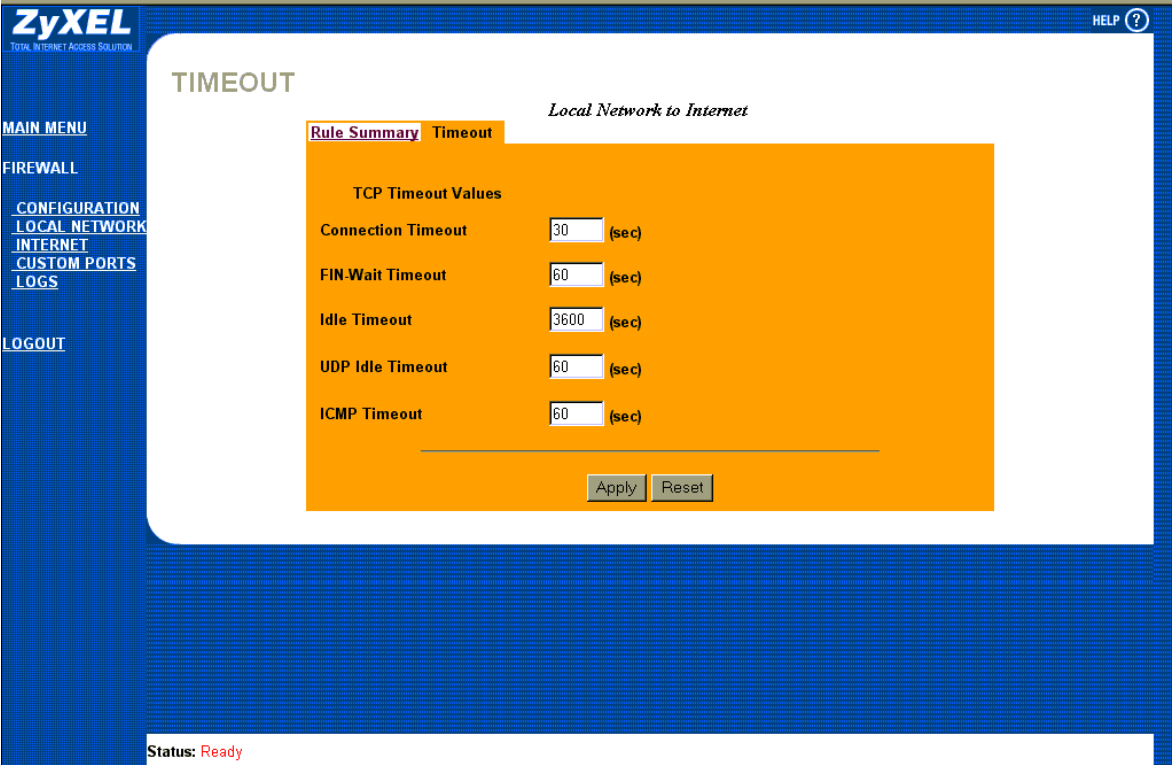 ZyXEL
TOTAL INTERNET ACCESS SOLUTION
HELP ?
MAIN MENU
FIREWALL
CONFIGURATION
LOCAL NETWORK
INTERNET
CUSTOM PORTS
LOGS
LOGOUT
TIMEOUT
Local Network to Internet
Rule Summary Timeout
TCP Timeout Values
Connection Timeout 30 (sec)
FIN-Wait Timeout 60 (sec)
Idle Timeout 3600 (sec)
UDP Idle Timeout 60 (sec)
ICMP Timeout 60 (sec)
Apply Reset
Status: Ready